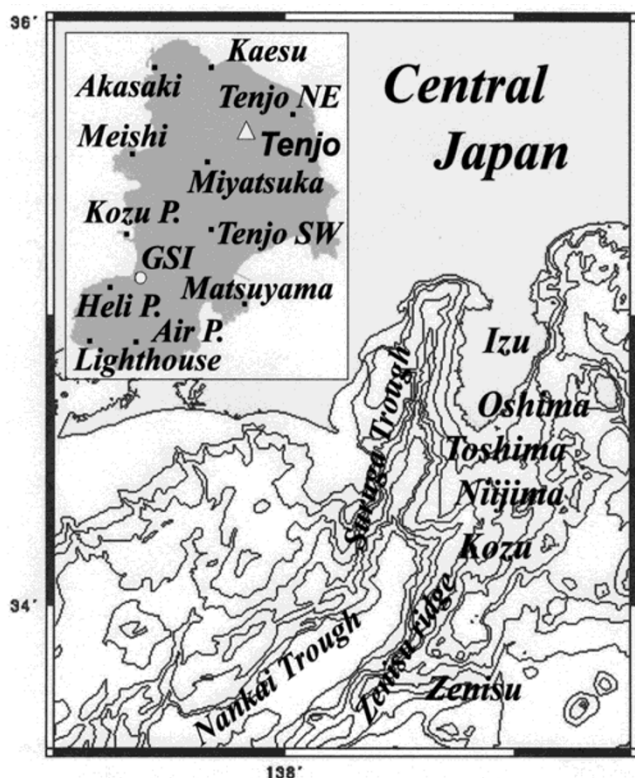 36'
Kaesu
Akasaki
Tenjo NE
Central
Japan
Meishi
Tenjo
Miyatsuka
Kozu P.
Tenjo SW
GSI
Matsuyama
Heli P.
Air P.
Lighthouse
Izu
Suruga Trough
Oshima
Toshima
Niijima
Kozu
34'
Zenisu ridge
Nankai Trough
Zenisu
138'